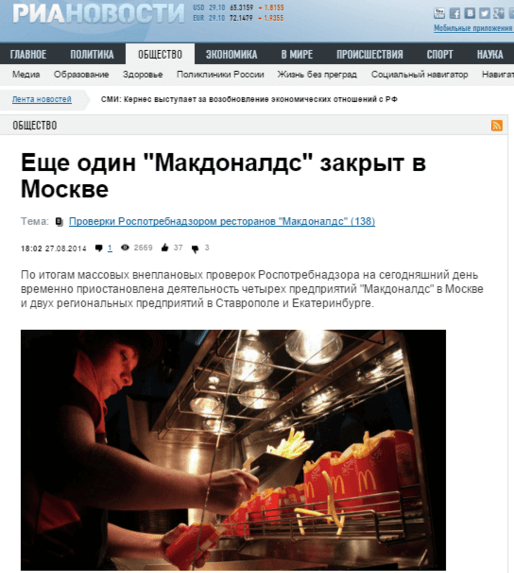 РИАНОВОСТИ
USD 29.10 65.3159 + 1.8155
EUR 29.10 72.1479 + 1.9355
Мобильные приложения
ГЛАВНОЕ ПОЛИТИКА ОБЩЕСТВО ЭКОНОМИКА В МИРЕ ПРОИСШЕСТВИЯ СПОРТ НАУКА
Медиа Образование Здоровье Поликлиники России Жизнь без преград Социальный навигатор Навигат
Лента новостей СМИ: Кернес выступает за возобновление экономических отношений с РФ
ОБЩЕСТВО
Еще один "Макдоналдс" закрыт в
Москве
Тема: Проверки Роспотребнадзором ресторанов "Макдоналдс" (138)
18:02 27.08.2014 1 2669 37 3
По итогам массовых внеплановых проверок Роспотребнадзора на сегодняшний день
временно приостановлена деятельность четырех предприятий "Макдоналдс" в Москве
и двух региональных предприятий в Ставрополе и Екатеринбурге.